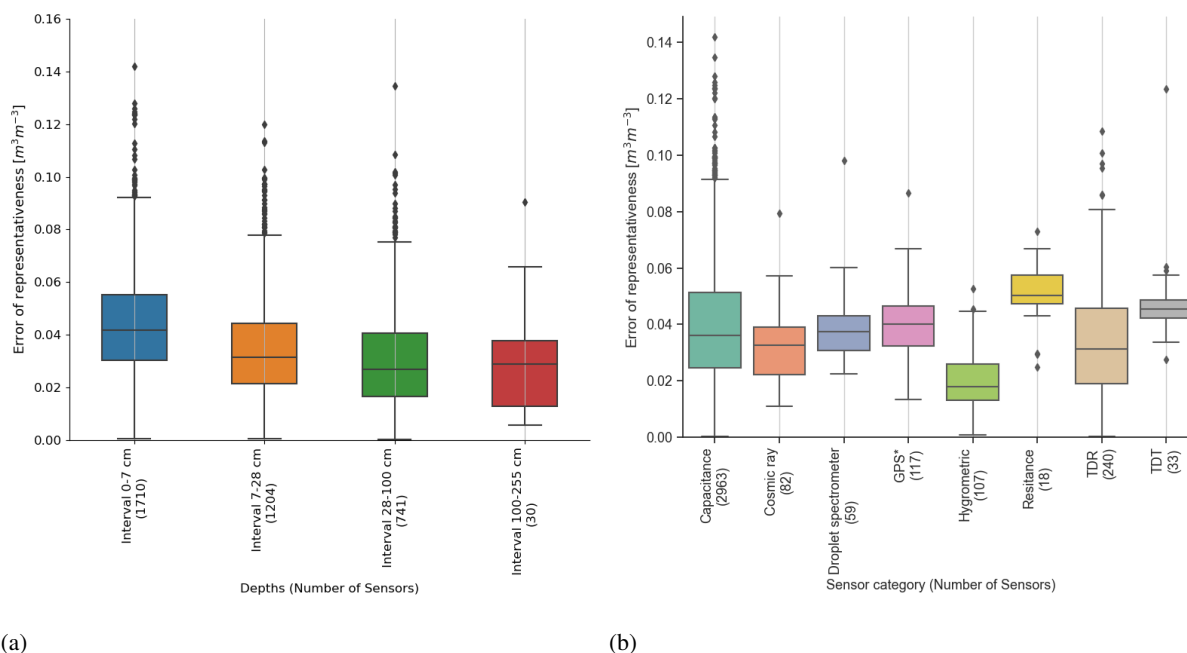 0.16
0.14
0.12
0.10
0.08
0.06
0.04
0.02
0.00
Error of representativeness [m³m⁻³]
Interval 0-7 cm
(1710)
Interval 7-28 cm
(1204)
Interval 28-100 cm
(741)
Interval 100-255 cm
(30)
Depths (Number of Sensors)
(a)
0.14
0.12
0.10
0.08
0.06
0.04
0.02
0.00
Error of representativeness [m³m⁻³]
Capacitance
(2963)
Cosmic ray
(82)
Droplet spectrometer
(59)
GPS*
(117)
Hygrometric
(107)
Resitance
(18)
TDR
(240)
TDT
(33)
Sensor category (Number of Sensors)
(b)